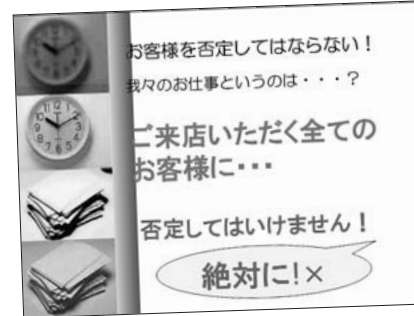 お客様を否定してはならない！
我々のお仕事というのは・・・？
ご来店いただく全ての
お客様に・・・
否定してはいけません！
絶対に!×